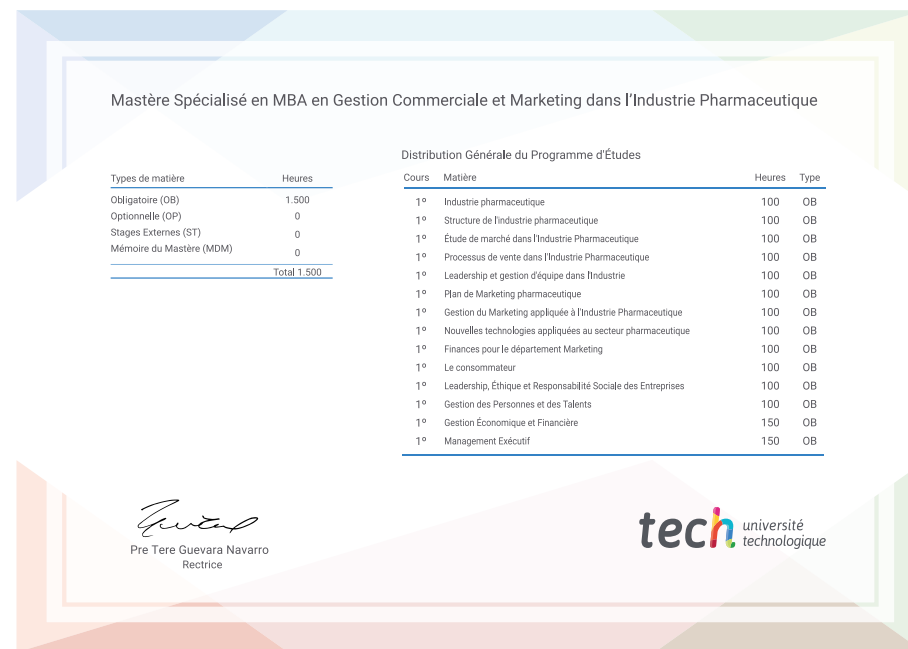 Mastère Spécialisé en MBA en Gestion Commerciale et Marketing dans l'Industrie Pharmaceutique
Types de matière Heures
Obligatoire (OB) 1.500
Optionnelle (OP) 0
Stages Externes (ST) 0
Mémoire du Mastère (MDM) 0
Total 1.500
Distribution Générale du Programme d'Études
Cours Matière Heures Type
1º Industrie pharmaceutique 100 OB
1º Structure de l'industrie pharmaceutique 100 OB
1º Étude de marché dans l'Industrie Pharmaceutique 100 OB
1º Processus de vente dans l'Industrie Pharmaceutique 100 OB
1º Leadership et gestion d'équipe dans l'Industrie 100 OB
1º Plan de Marketing pharmaceutique 100 OB
1º Gestion du Marketing appliquée à l'Industrie Pharmaceutique 100 OB
1º Nouvelles technologies appliquées au secteur pharmaceutique 100 OB
1º Finances pour le département Marketing 100 OB
1º Le consommateur 100 OB
1º Leadership, Éthique et Responsabilité Sociale des Entreprises 100 OB
1º Gestion des Personnes et des Talents 100 OB
1º Gestion Économique et Financière 150 OB
1º Management Exécutif 150 OB
Pre Tere Guevara Navarro
Rectrice
tech université
technologique